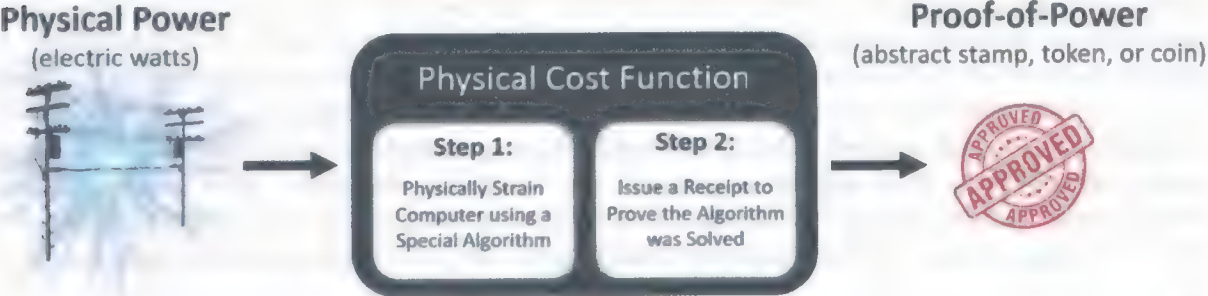 Physical Power
(electric watts)
Physical Cost Function
Step 1:
Physically Strain
Computer using a
Special Algorithm
Step 2:
Issue a Receipt to
Prove the Algorithm
was Solved
Proof-of-Power
(abstract stamp, token, or coin)
APPROVED
APPROVED
APPROVED